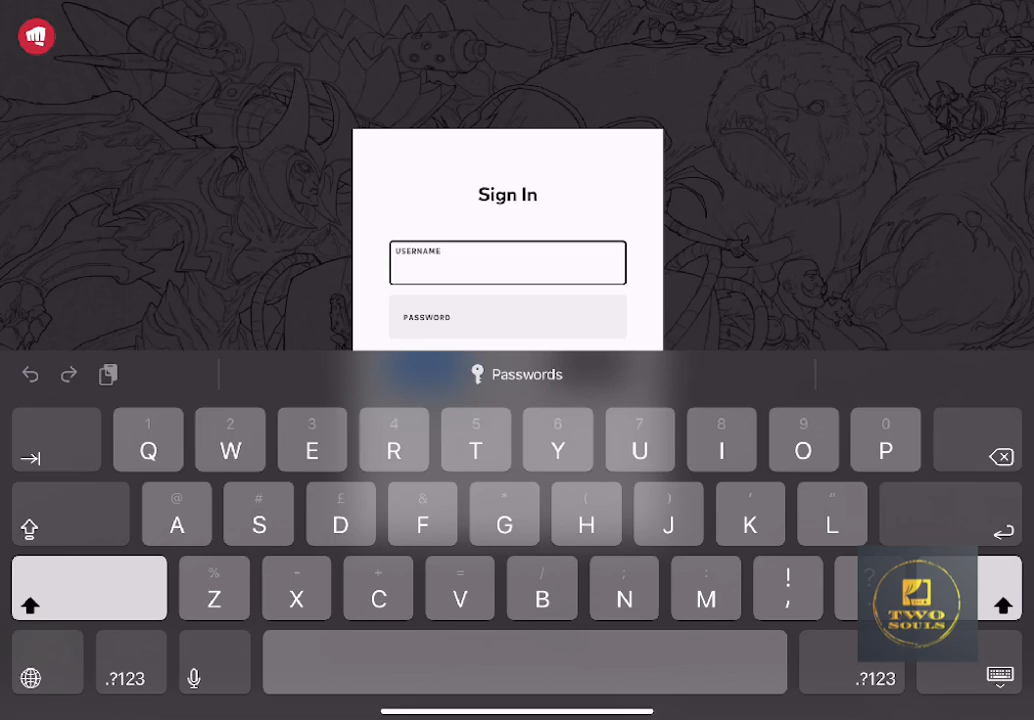 Sign In
USERNAME
PASSWORD
Passwords
1 2 3 4 5 6 7 8 9 0
Q W E R T Y U I O P
@ # £ & * ( ) ' "
A S D F G H J K L
% - + = / ; : ! ?
Z X C V B N M ,
.?123 .?123
TWO
SOULS